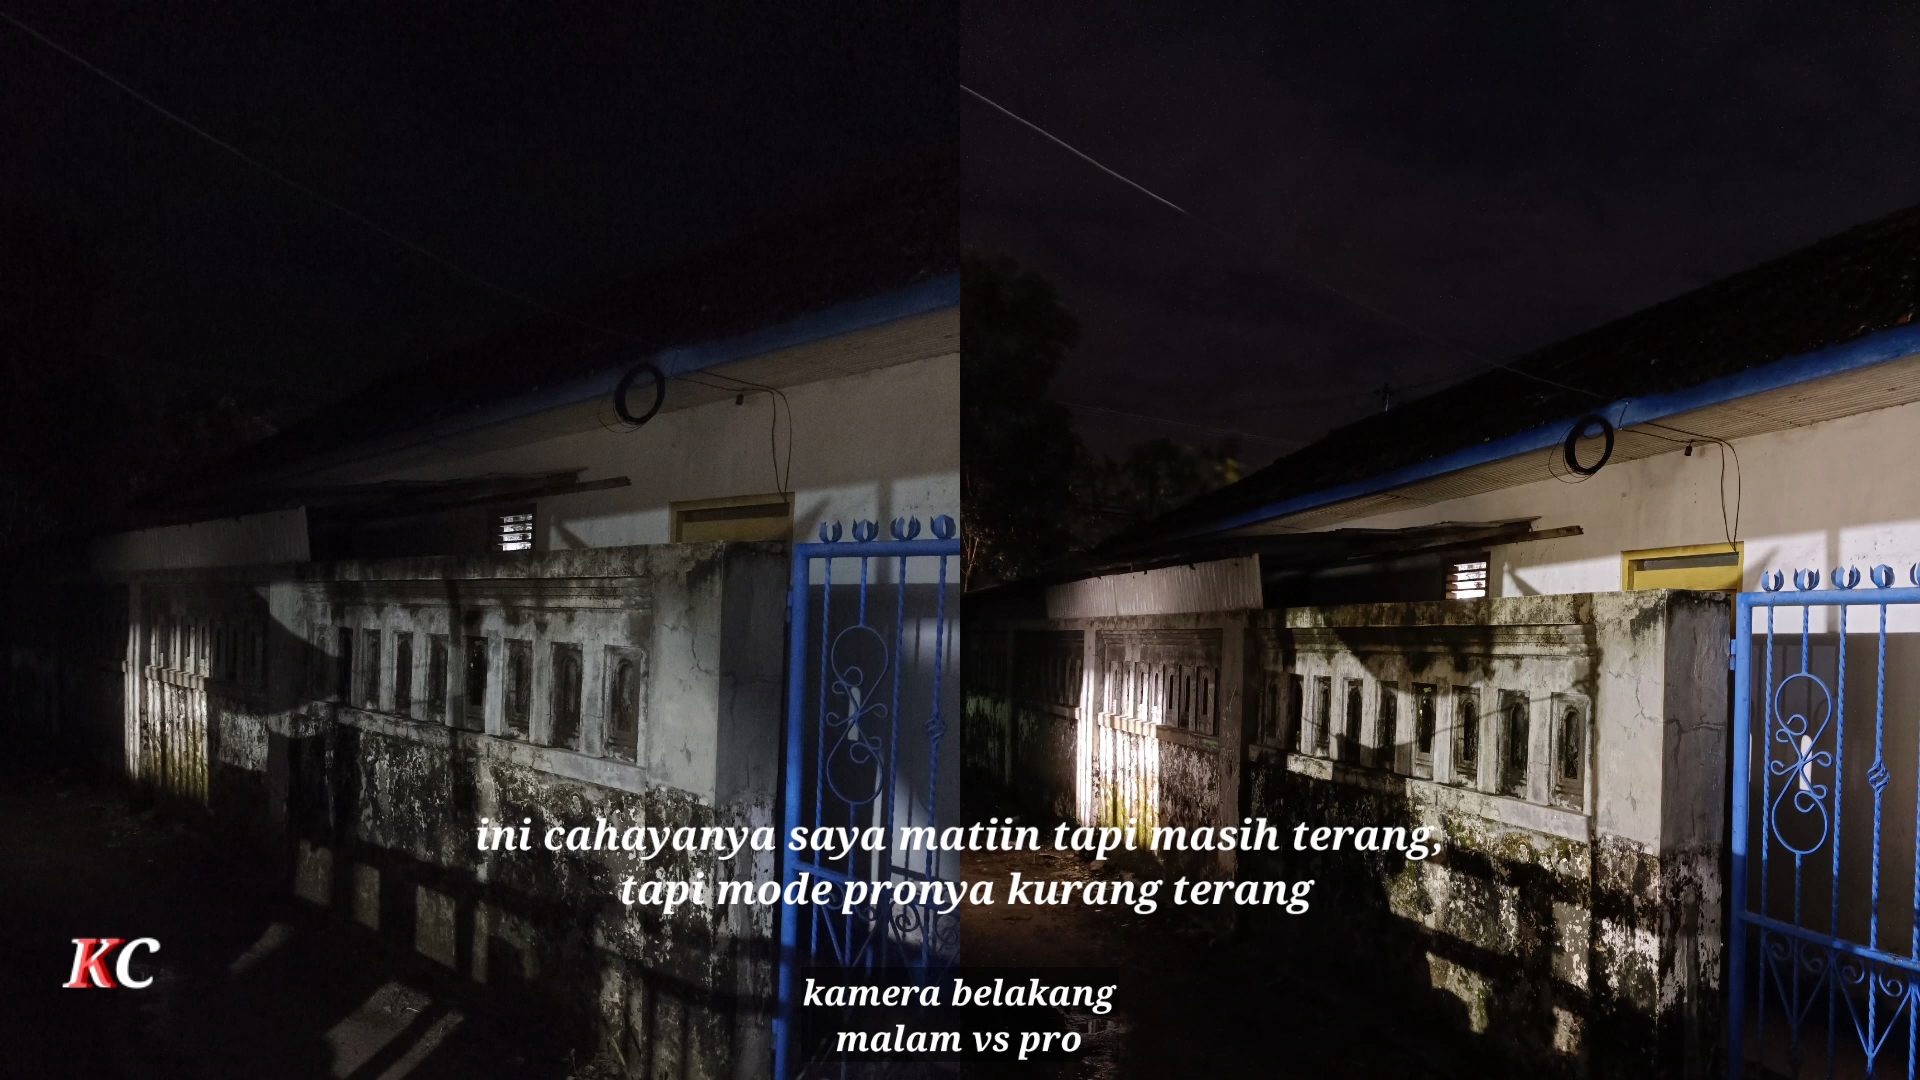 ini cahayanya saya matiin tapi masih terang,
tapi mode pronya kurang terang
KC
kamera belakang
malam vs pro